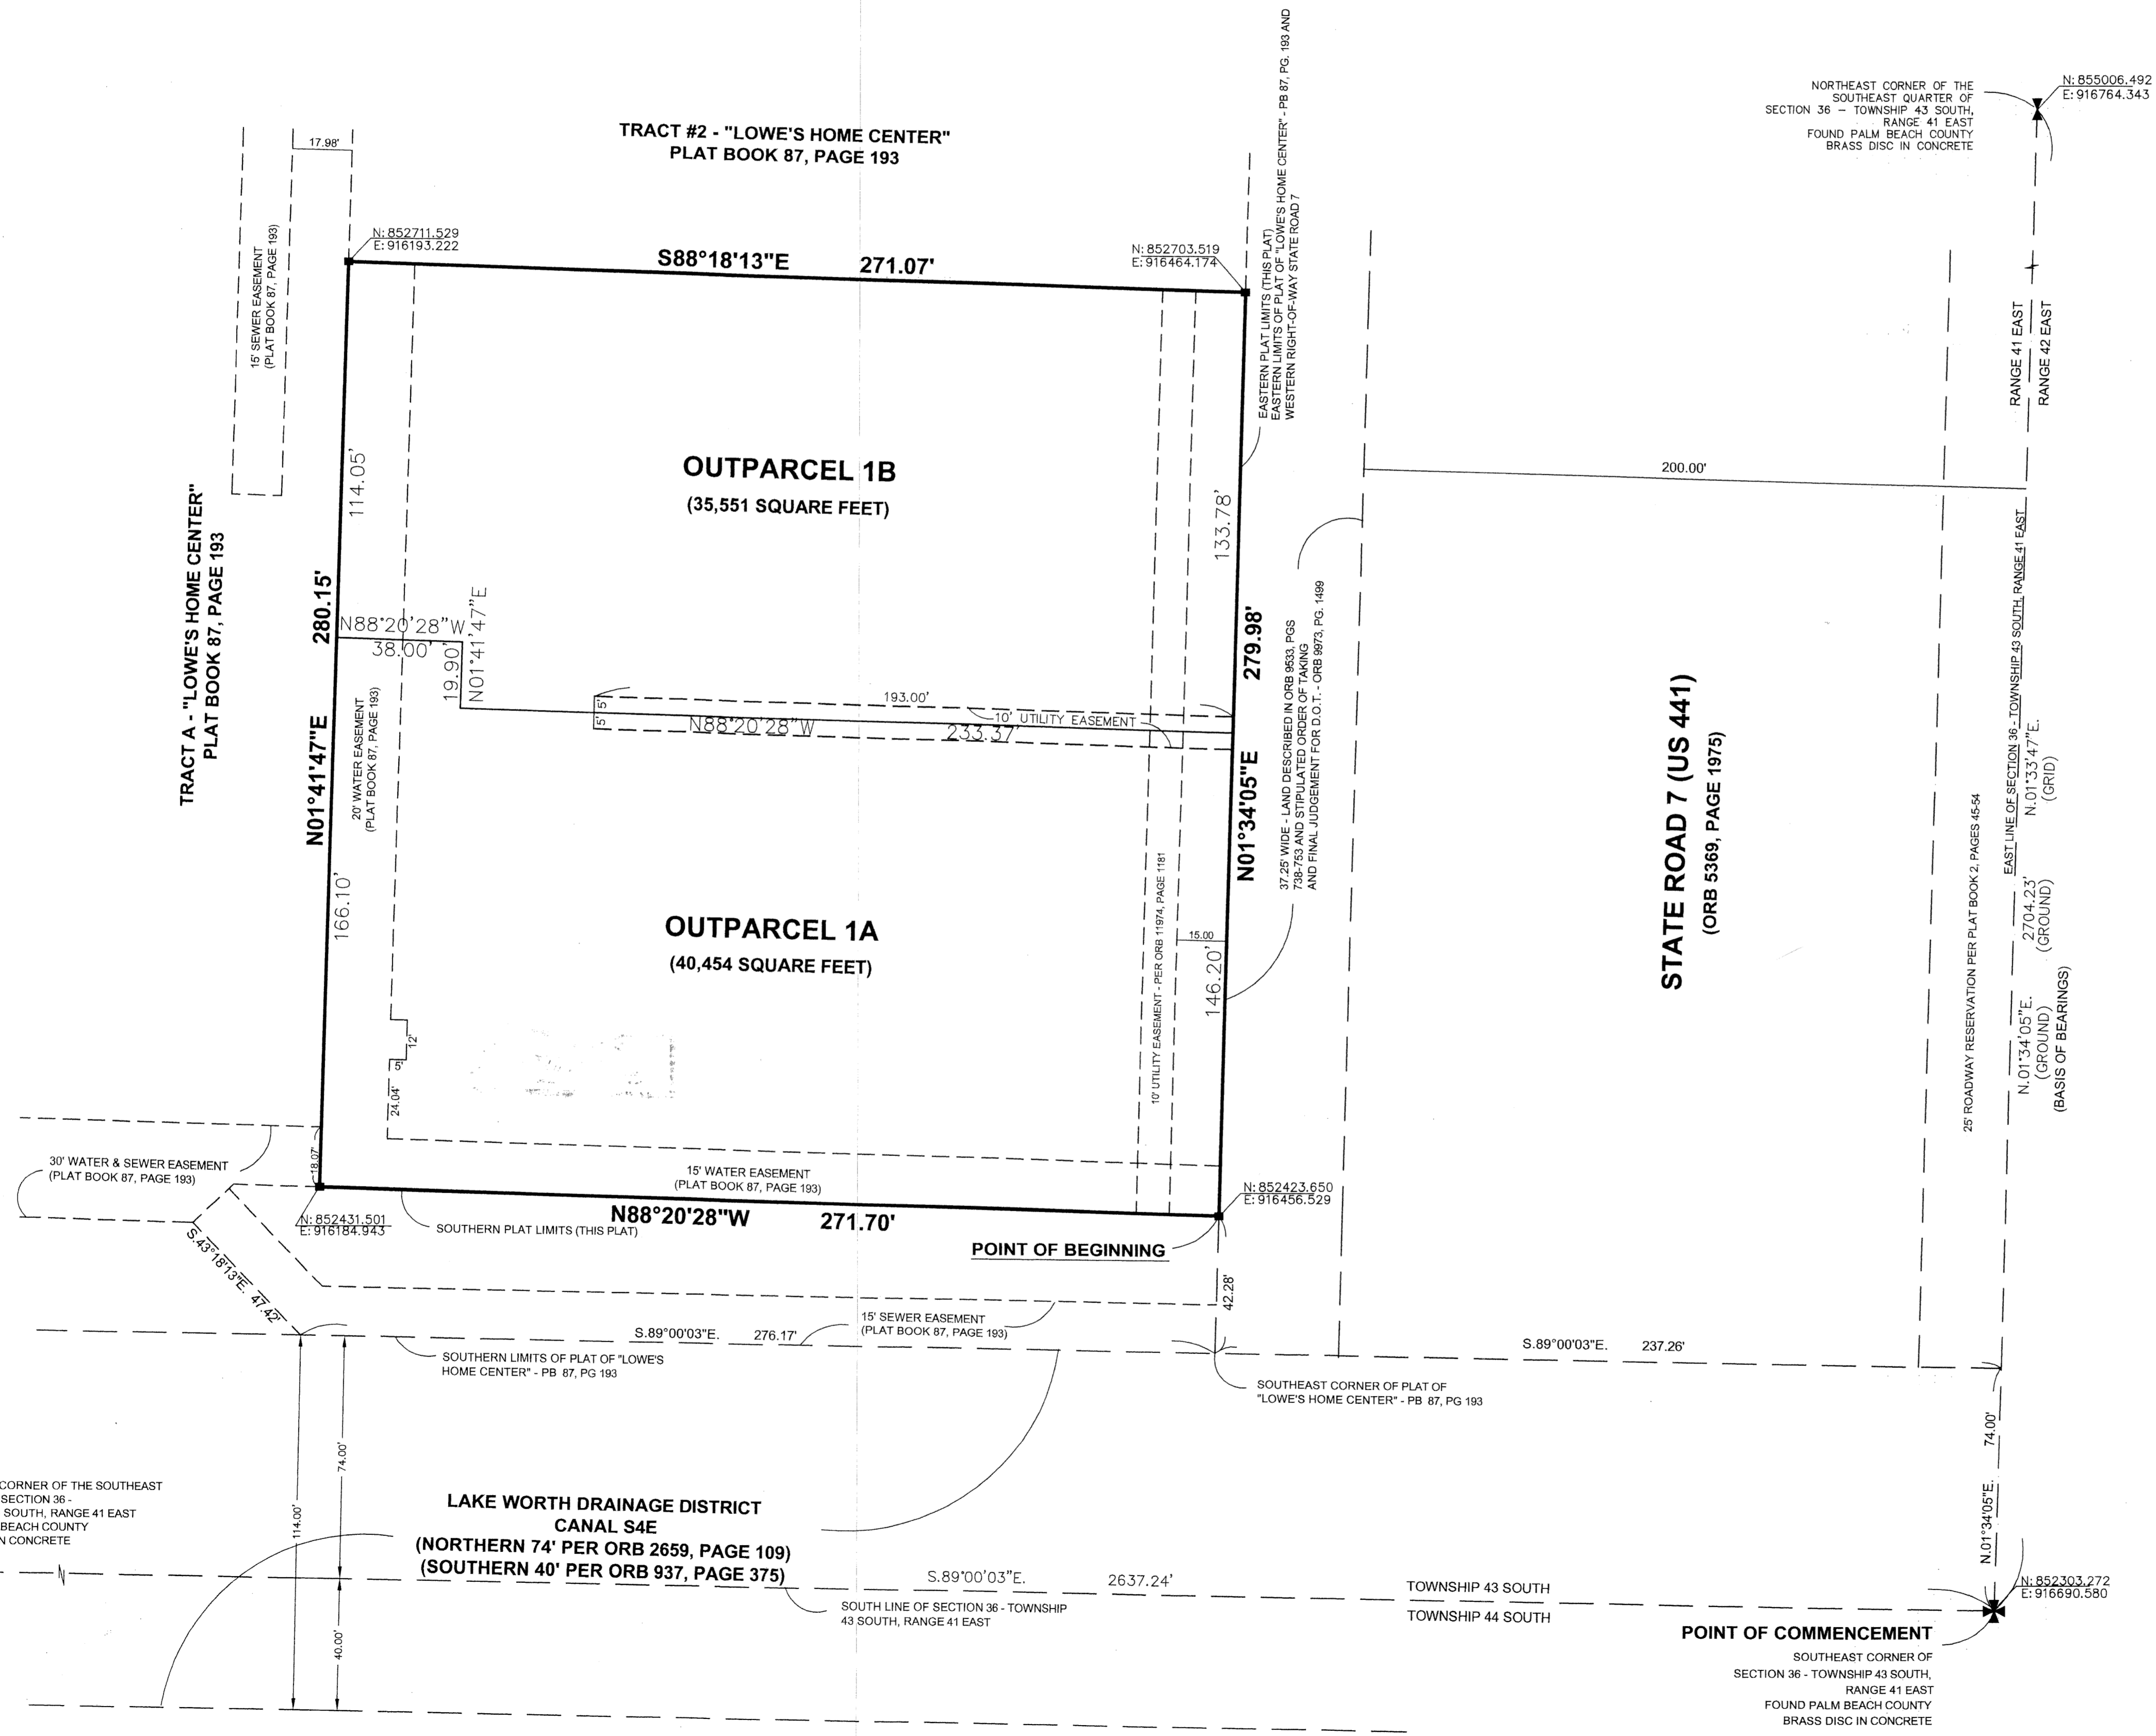 TRACT #2 - "LOWE'S HOME CENTER"
PLAT BOOK 87, PAGE 193
NORTHEAST CORNER OF THE
SOUTHEAST QUARTER OF
SECTION 36 - TOWNSHIP 43 SOUTH,
RANGE 41 EAST
FOUND PALM BEACH COUNTY
BRASS DISC IN CONCRETE
N: 855006.492
E: 916764.343
17.98'
15' SEWER EASEMENT
(PLAT BOOK 87, PAGE 193)
N: 852711.529
E: 916193.222
S88°18'13"E 271.07'
N: 852703.519
E: 916464.174
EASTERN PLAT LIMITS (THIS PLAT)
EASTERN LIMITS OF PLAT OF "LOWE'S HOME CENTER" - PB 87, PG. 193 AND
WESTERN RIGHT-OF-WAY STATE ROAD 7
RANGE 41 EAST
RANGE 42 EAST
OUTPARCEL 1B
(35,551 SQUARE FEET)
114.05'
133.78'
200.00'
TRACT A - "LOWE'S HOME CENTER"
PLAT BOOK 87, PAGE 193
N01°41'47"E 280.15'
N88°20'28"W
38.00'
19.90'
N01°41'47"E
20' WATER EASEMENT
(PLAT BOOK 87, PAGE 193)
5' 5'
193.00'
10' UTILITY EASEMENT
N88°20'28"W 233.37'
N01°34'05"E 279.98'
37.25' WIDE - LAND DESCRIBED IN ORB 9533, PGS
738-753 AND STIPULATED ORDER OF TAKING
AND FINAL JUDGEMENT FOR D.O.T. - ORB 9973, PG. 1499
STATE ROAD 7 (US 441)
(ORB 5369, PAGE 1975)
25' ROADWAY RESERVATION PER PLAT BOOK 2, PAGES 45-54
EAST LINE OF SECTION 36 - TOWNSHIP 43 SOUTH, RANGE 41 EAST
N.01°33'47"E.
(GRID)
2704.23'
(GROUND)
N.01°34'05"E.
(GROUND)
(BASIS OF BEARINGS)
166.10'
OUTPARCEL 1A
(40,454 SQUARE FEET)
10' UTILITY EASEMENT - PER ORB 11974, PAGE 1181
15.00
146.20'
12'
5'
24.04'
30' WATER & SEWER EASEMENT
(PLAT BOOK 87, PAGE 193)
18.07'
15' WATER EASEMENT
(PLAT BOOK 87, PAGE 193)
N: 852423.650
E: 916456.529
N: 852431.501
E: 916184.943
SOUTHERN PLAT LIMITS (THIS PLAT)
N88°20'28"W 271.70'
POINT OF BEGINNING
S.43°18'13"E. 47.42'
42.28'
15' SEWER EASEMENT
(PLAT BOOK 87, PAGE 193)
S.89°00'03"E. 276.17'
S.89°00'03"E. 237.26'
SOUTHERN LIMITS OF PLAT OF "LOWE'S
HOME CENTER" - PB 87, PG 193
SOUTHEAST CORNER OF PLAT OF
"LOWE'S HOME CENTER" - PB 87, PG 193
74.00'
114.00'
40.00'
N.01°34'05"E. 74.00'
CORNER OF THE SOUTHEAST
SECTION 36 -
SOUTH, RANGE 41 EAST
BEACH COUNTY
N CONCRETE
LAKE WORTH DRAINAGE DISTRICT
CANAL S4E
(NORTHERN 74' PER ORB 2659, PAGE 109)
(SOUTHERN 40' PER ORB 937, PAGE 375)
S.89°00'03"E. 2637.24'
TOWNSHIP 43 SOUTH
TOWNSHIP 44 SOUTH
SOUTH LINE OF SECTION 36 - TOWNSHIP
43 SOUTH, RANGE 41 EAST
N: 852303.272
E: 916690.580
POINT OF COMMENCEMENT
SOUTHEAST CORNER OF
SECTION 36 - TOWNSHIP 43 SOUTH,
RANGE 41 EAST
FOUND PALM BEACH COUNTY
BRASS DISC IN CONCRETE